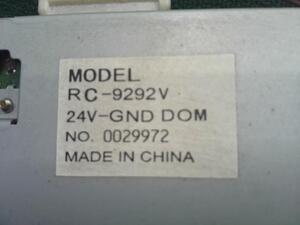 MODEL
RC-9292V
24V-GND DOM
NO. 0029972
MADE IN CHINA